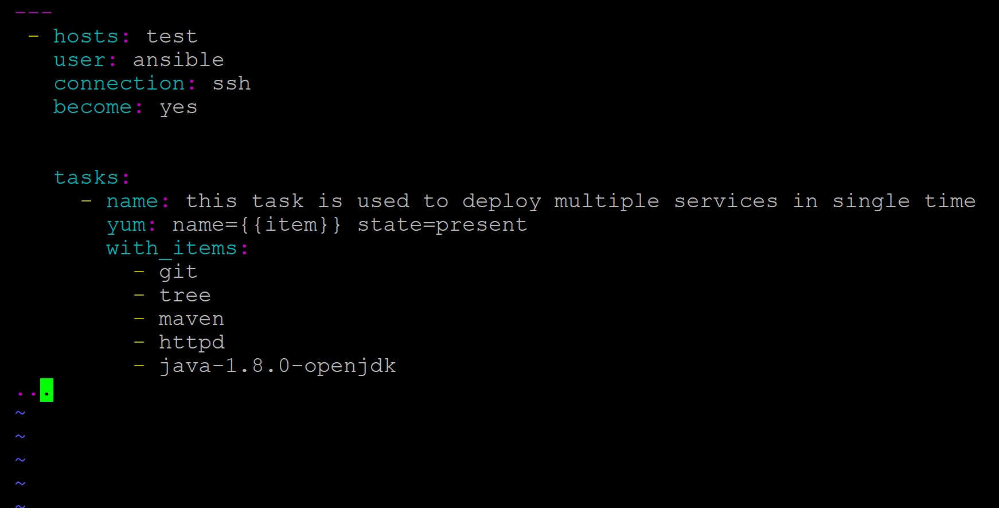 ---
 - hosts: test
   user: ansible
   connection: ssh
   become: yes


   tasks:
     - name: this task is used to deploy multiple services in single time
       yum: name={{item}} state=present
       with_items:
         - git
         - tree
         - maven
         - httpd
         - java-1.8.0-openjdk
...
~
~
~
~
~